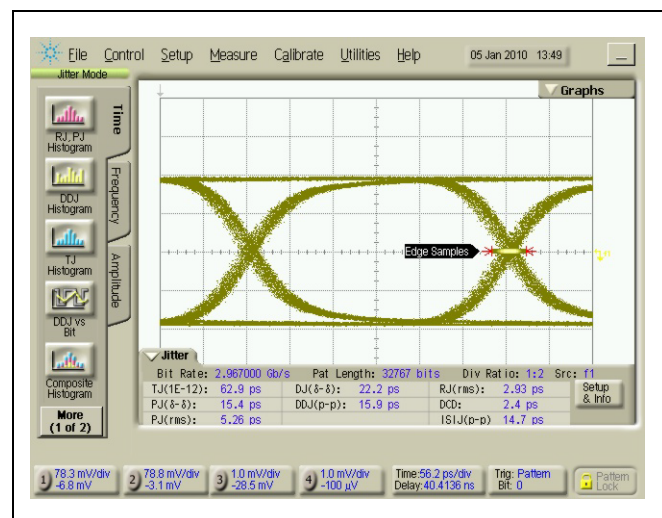 File Control Setup Measure Calibrate Utilities Help 05 Jan 2010 13:49
Jitter Mode
Graphs
RJ, PJ
Histogram
DDJ
Histogram
TJ
Histogram
DDJ vs
Bit
Composite
Histogram
More
(1 of 2)
Time
Frequency
Amplitude
Edge Samples
f1
Jitter
Bit Rate: 2.967000 Gb/s Pat Length: 32767 bits Div Ratio: 1:2 Src: f1
TJ(1E-12): 62.9 ps DJ(δ-δ): 22.2 ps RJ(rms): 2.93 ps
PJ(δ-δ): 15.4 ps DDJ(p-p): 15.9 ps DCD: 2.4 ps
PJ(rms): 5.26 ps ISIJ(p-p) 14.7 ps
Setup
& Info
1) 78.3 mV/div
-6.8 mV
2) 78.8 mV/div
-3.1 mV
3) 1.0 mV/div
-28.5 mV
4) 1.0 mV/div
-100 µV
Time:56.2 ps/div
Delay:40.4136 ns
Trig: Pattern
Bit: 0
Pattern
Lock